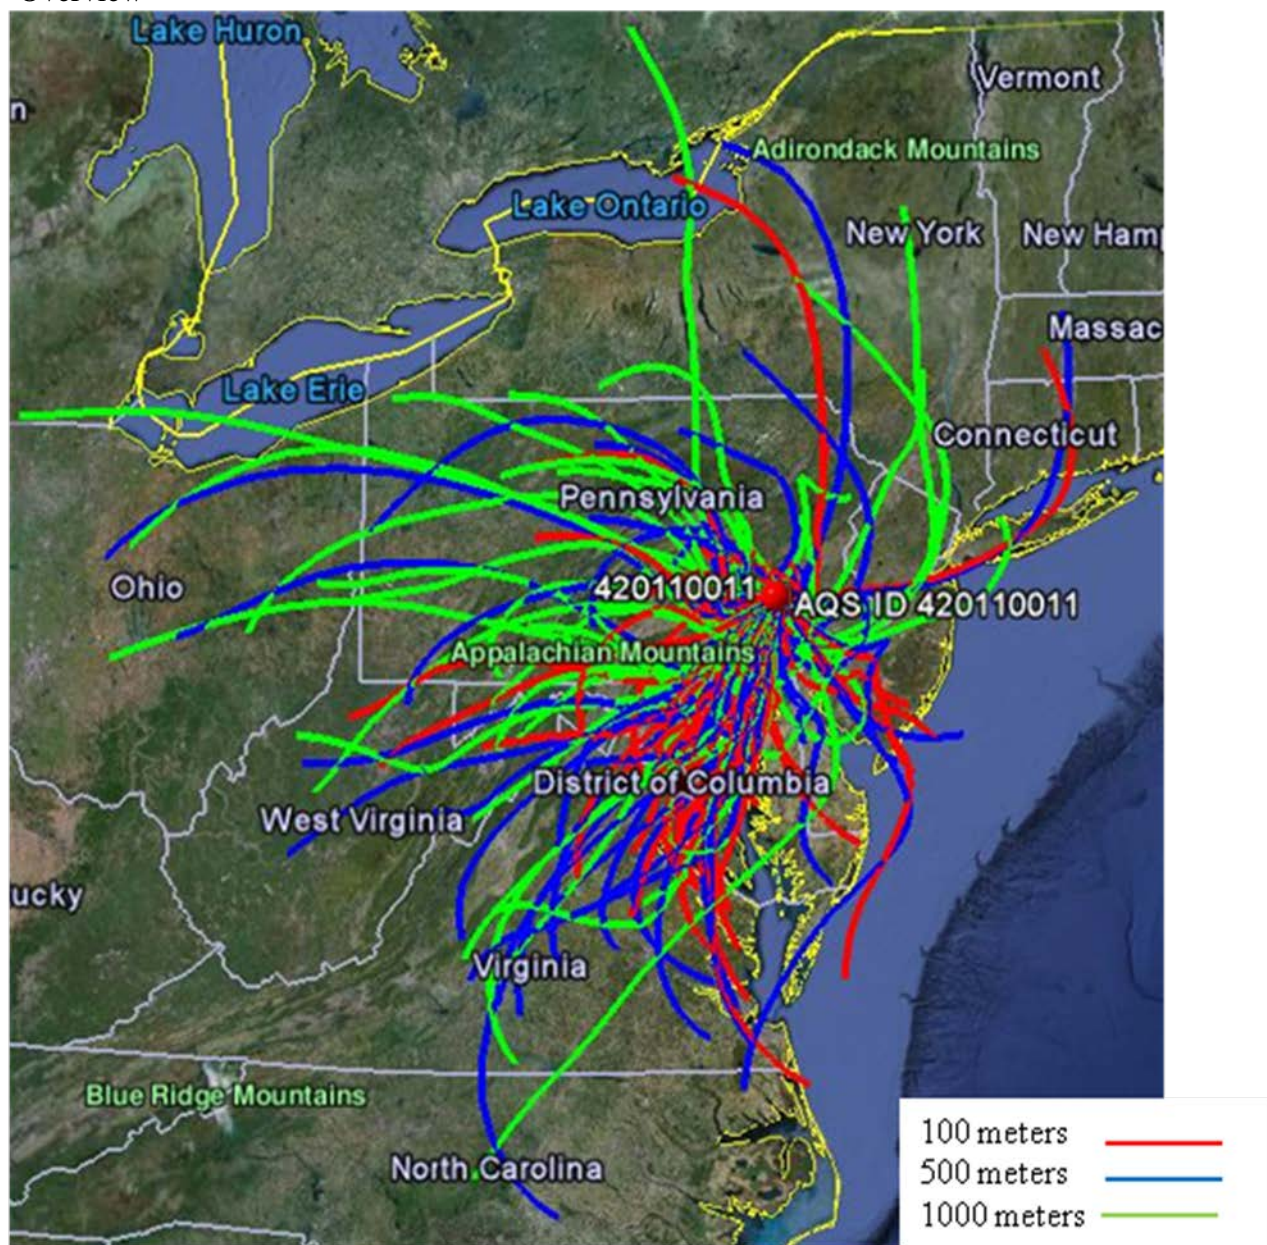 Overview
Lake Huron
Vermont
n
Adirondack Mountains
Lake Ontario
New York
New Ham
Massac
Lake Erie
Connecticut
Pennsylvania
Ohio
420110011
AQS ID 420110011
Appalachian Mountains
District of Columbia
West Virginia
ucky
Virginia
Blue Ridge Mountains
North Carolina
100 meters
500 meters
1000 meters